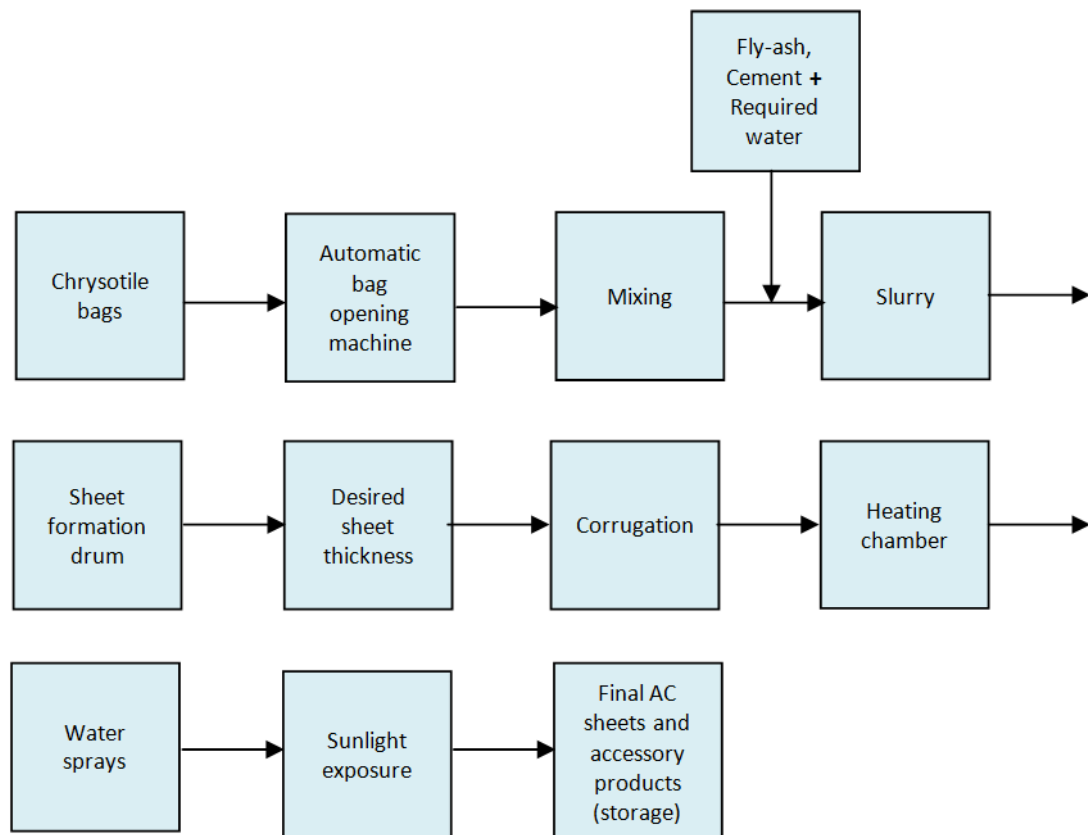 Fly-ash,
Cement +
Required
water
Chrysotile
bags
Automatic
bag
opening
machine
Mixing
Slurry
Sheet
formation
drum
Desired
sheet
thickness
Corrugation
Heating
chamber
Water
sprays
Sunlight
exposure
Final AC
sheets and
accessory
products
(storage)